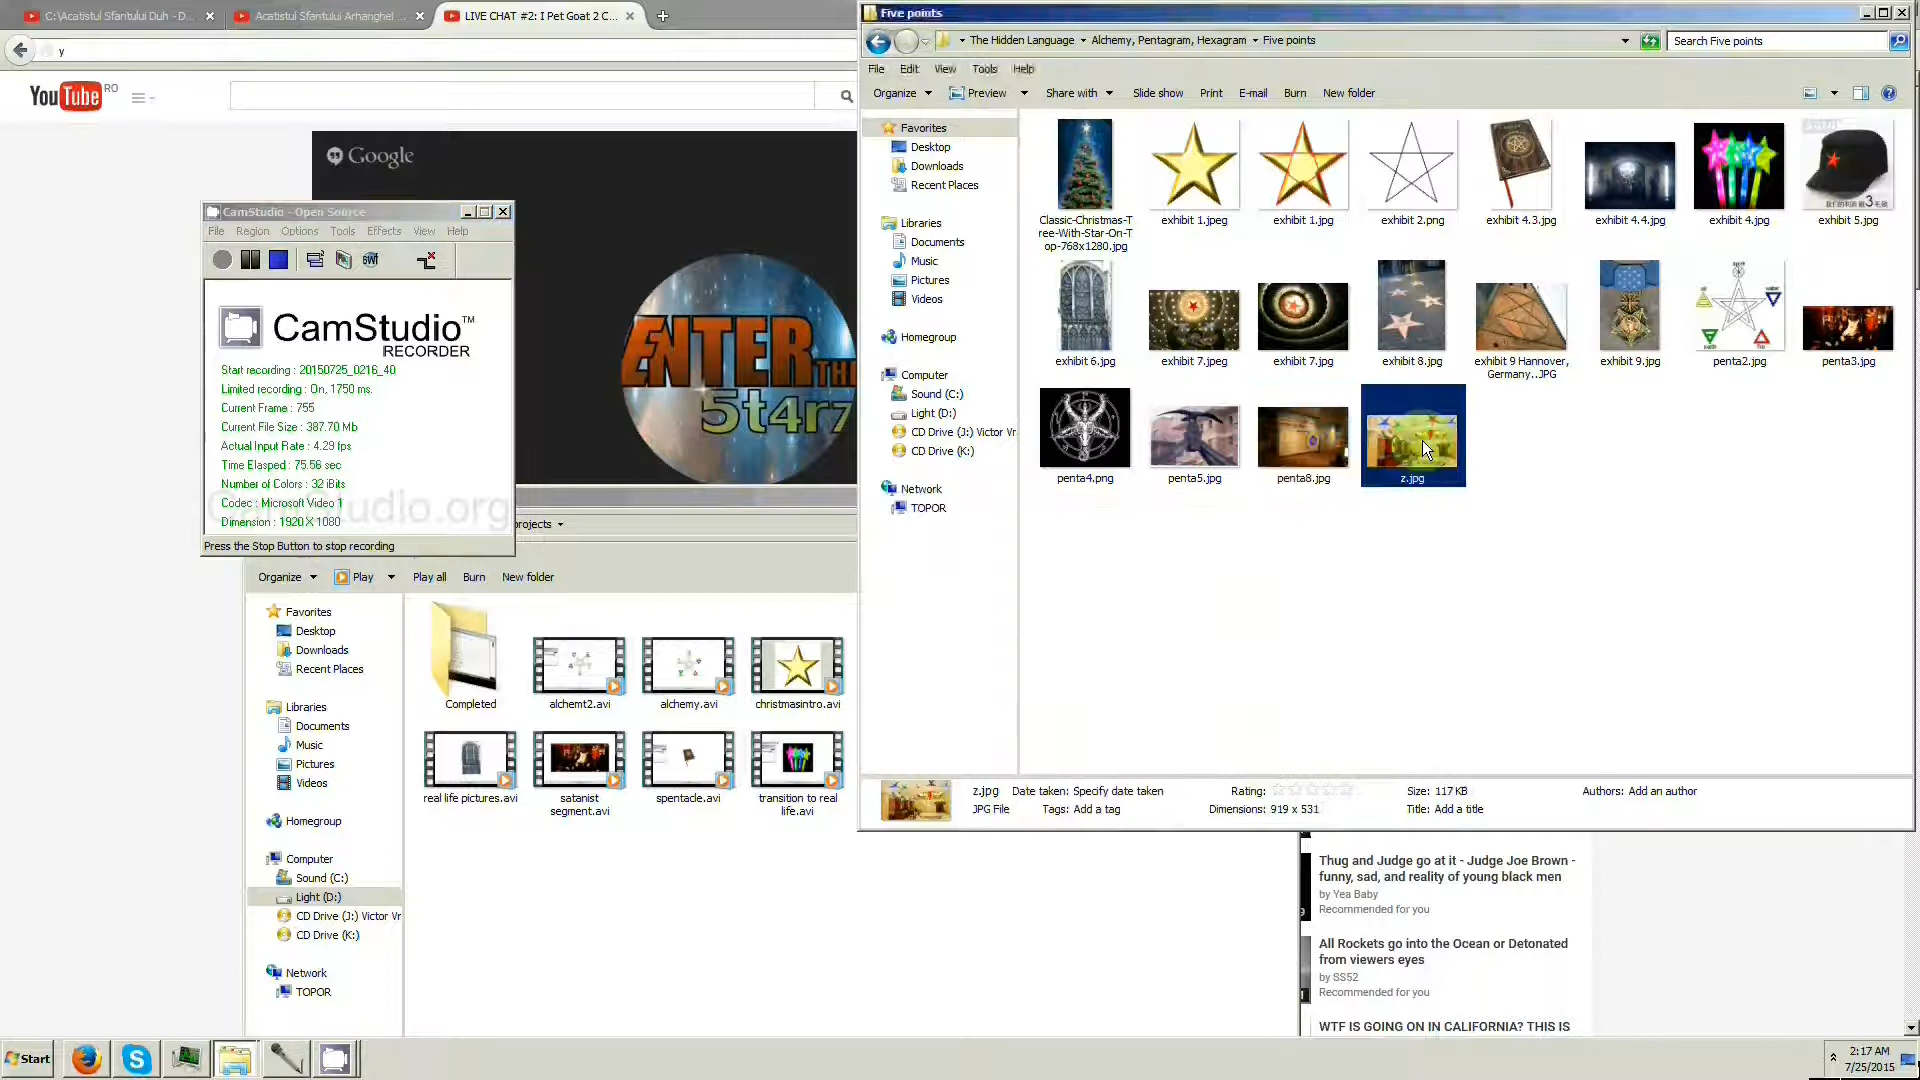 C:\Acatistul Sfantului Duh - D...
Acatistul Sfantului Arhanghel
LIVE CHAT #2: I Pet Goat 2 C...
y
YouTube RO
Google
ENTER THE
5t4r7
CamStudio - Open Source
File Region Options Tools Effects View Help
CamStudio™
RECORDER
Start recording : 20150725_0216_40
Limited recording : On, 1750 ms.
Current Frame : 755
Current File Size : 387.70 Mb
Actual Input Rate : 4.29 fps
Time Elasped : 75.56 sec
Number of Colors : 32 iBits
Codec : Microsoft Video 1
Dimension : 1920 X 1080
CamStudio.org
Press the Stop Button to stop recording
projects
Organize Play Play all Burn New folder
Favorites
Desktop
Downloads
Recent Places
Libraries
Documents
Music
Pictures
Videos
Homegroup
Computer
Sound (C:)
Light (D:)
CD Drive (J:) Victor Vr
CD Drive (K:)
Network
TOPOR
Completed
alchemt2.avi
alchemy.avi
christmasintro.avi
real life pictures.avi
satanist
segment.avi
spentacle.avi
transition to real
life.avi
Five points
The Hidden Language Alchemy, Pentagram, Hexagram Five points
Search Five points
File Edit View Tools Help
Organize Preview Share with Slide show Print E-mail Burn New folder
Favorites
Desktop
Downloads
Recent Places
Libraries
Documents
Music
Pictures
Videos
Homegroup
Computer
Sound (C:)
Light (D:)
CD Drive (J:) Victor Vr
CD Drive (K:)
Network
TOPOR
Classic-Christmas-T
ree-With-Star-On-T
op-768x1280.jpg
exhibit 1.jpeg
exhibit 1.jpg
exhibit 2.png
exhibit 4.3.jpg
exhibit 4.4.jpg
exhibit 4.jpg
exhibit 5.jpg
exhibit 6.jpg
exhibit 7.jpeg
exhibit 7.jpg
exhibit 8.jpg
exhibit 9 Hannover,
Germany..JPG
exhibit 9.jpg
penta2.jpg
penta3.jpg
penta4.png
penta5.jpg
penta8.jpg
z.jpg
z.jpg Date taken: Specify date taken Rating: Size: 117 KB Authors: Add an author
JPG File Tags: Add a tag Dimensions: 919 x 531 Title: Add a title
Thug and Judge go at it - Judge Joe Brown -
funny, sad, and reality of young black men
by Yea Baby
Recommended for you
All Rockets go into the Ocean or Detonated
from viewers eyes
by SS52
Recommended for you
WTF IS GOING ON IN CALIFORNIA? THIS IS
Start
2:17 AM
7/25/2015